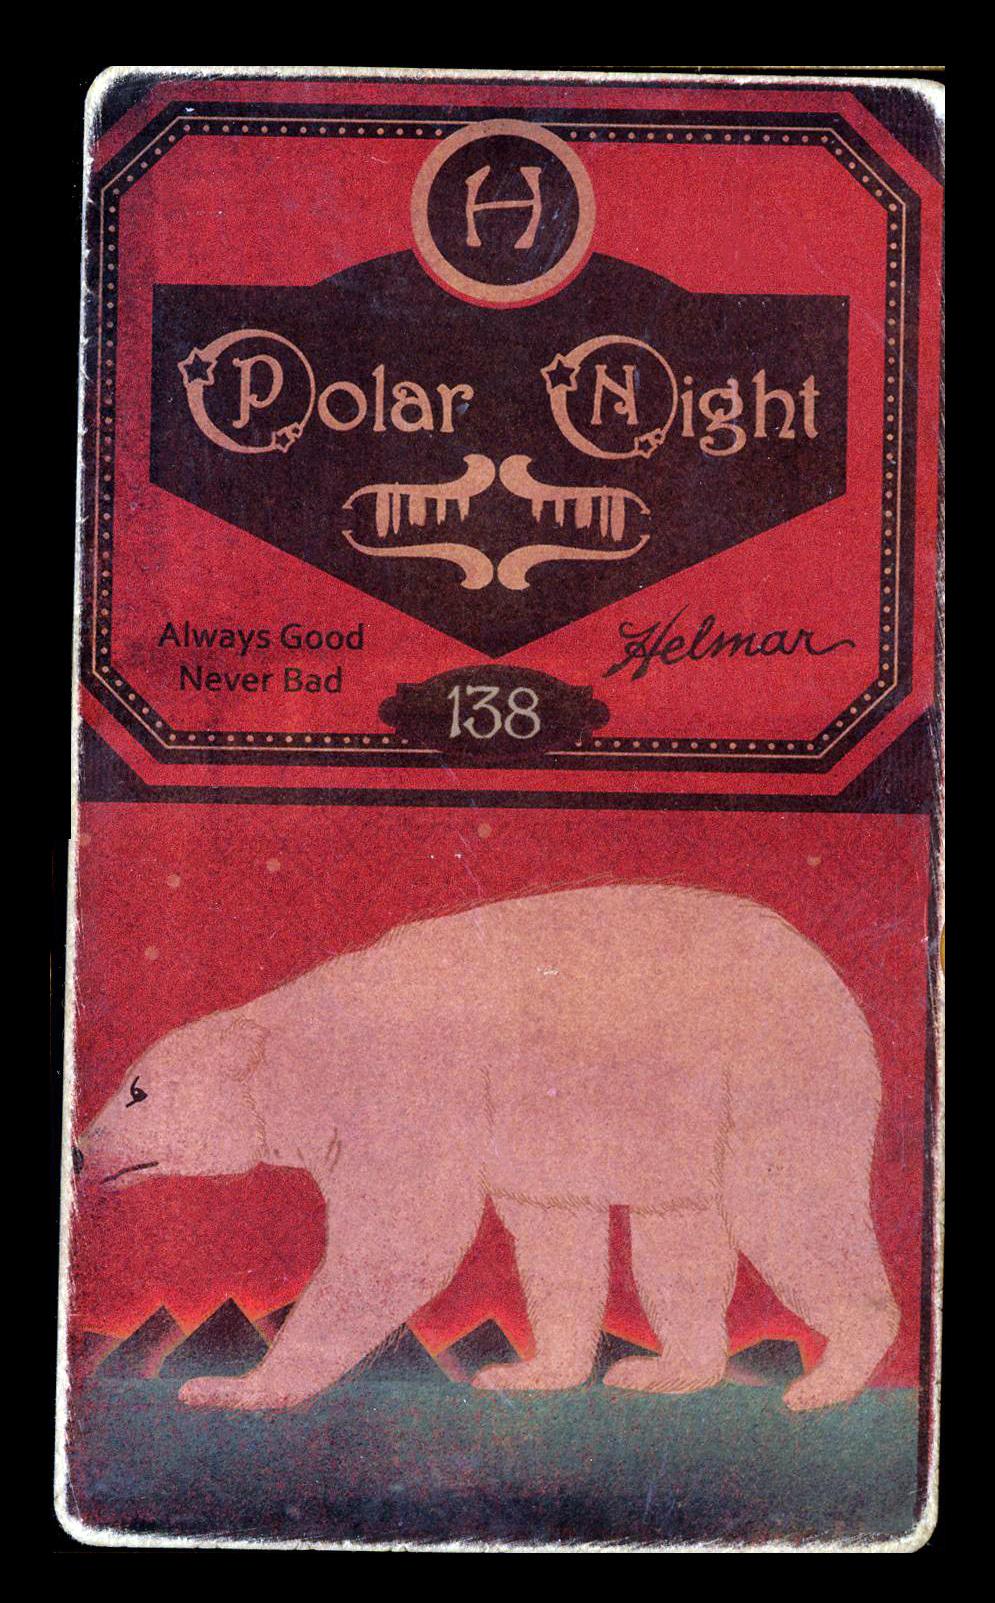 H
Polar Night
Always Good
Never Bad
Helmar
138